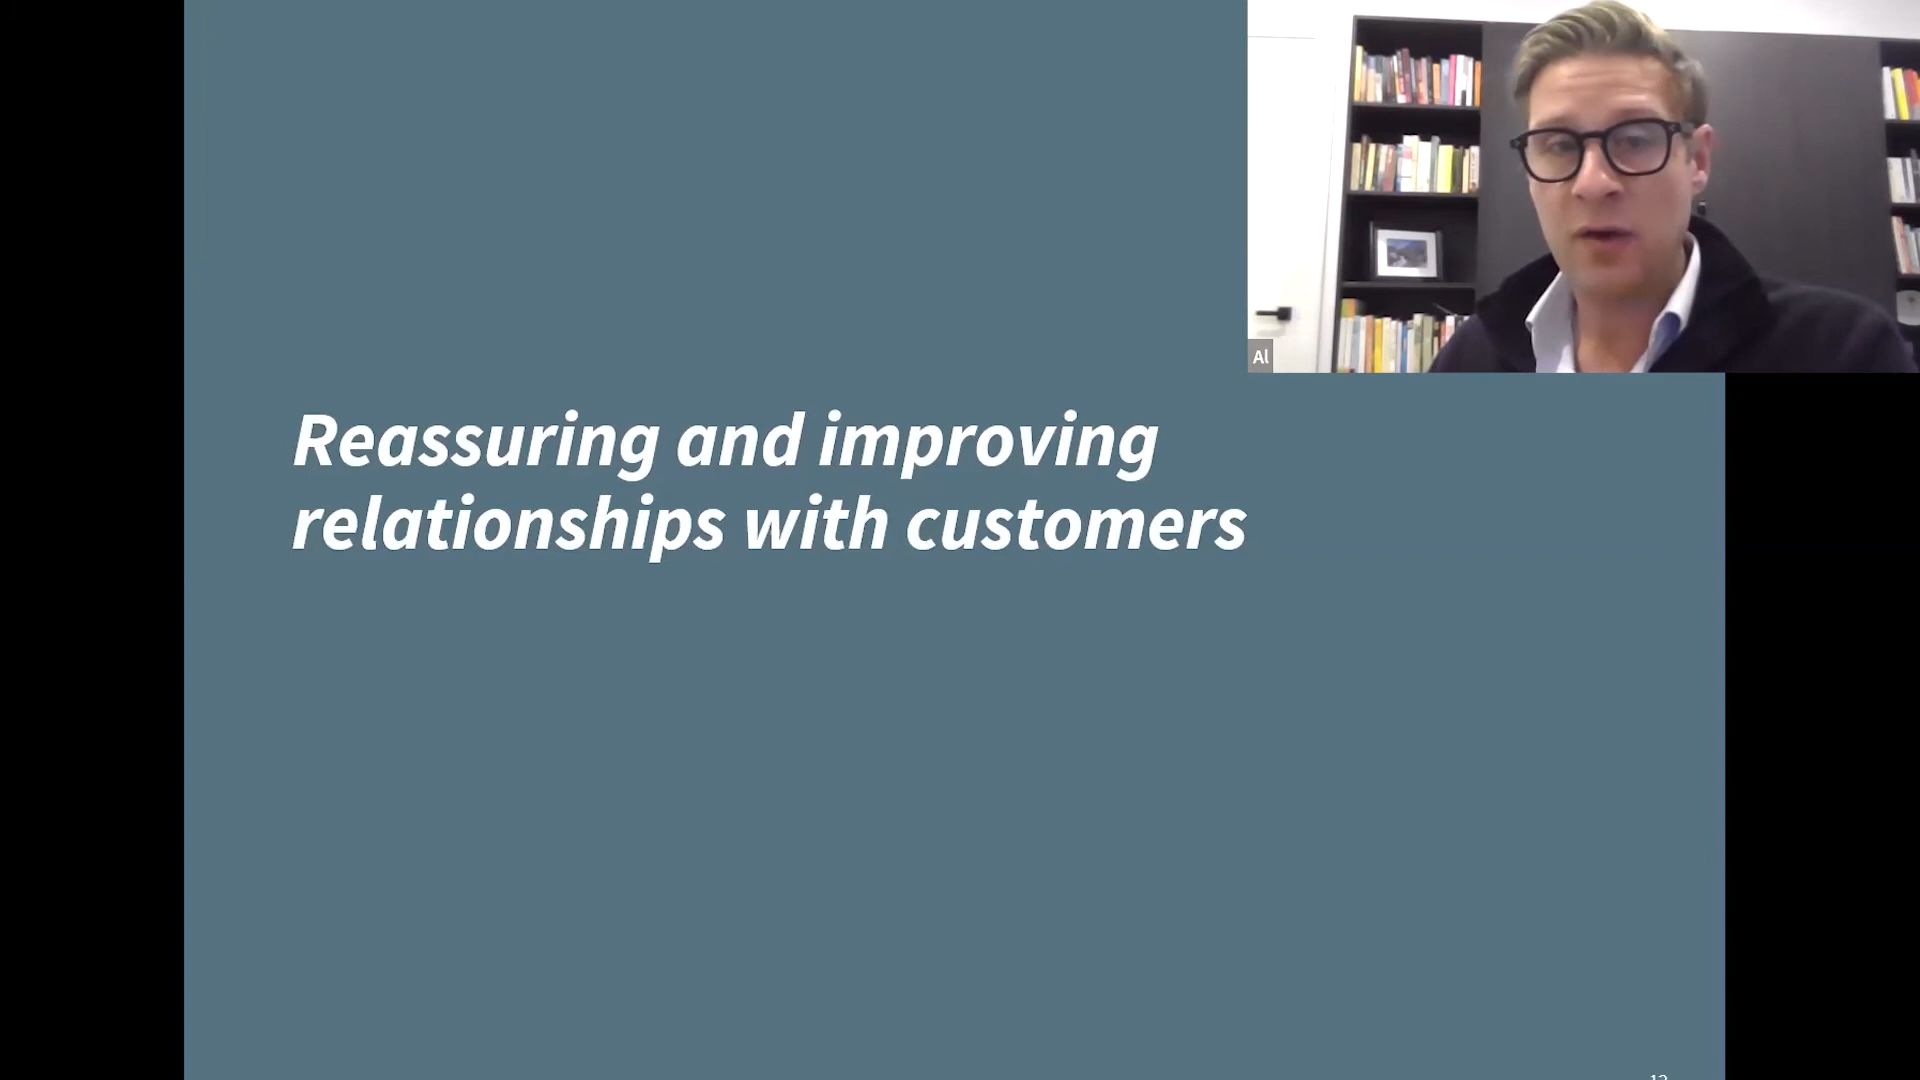 Al
Reassuring and improving
relationships with customers